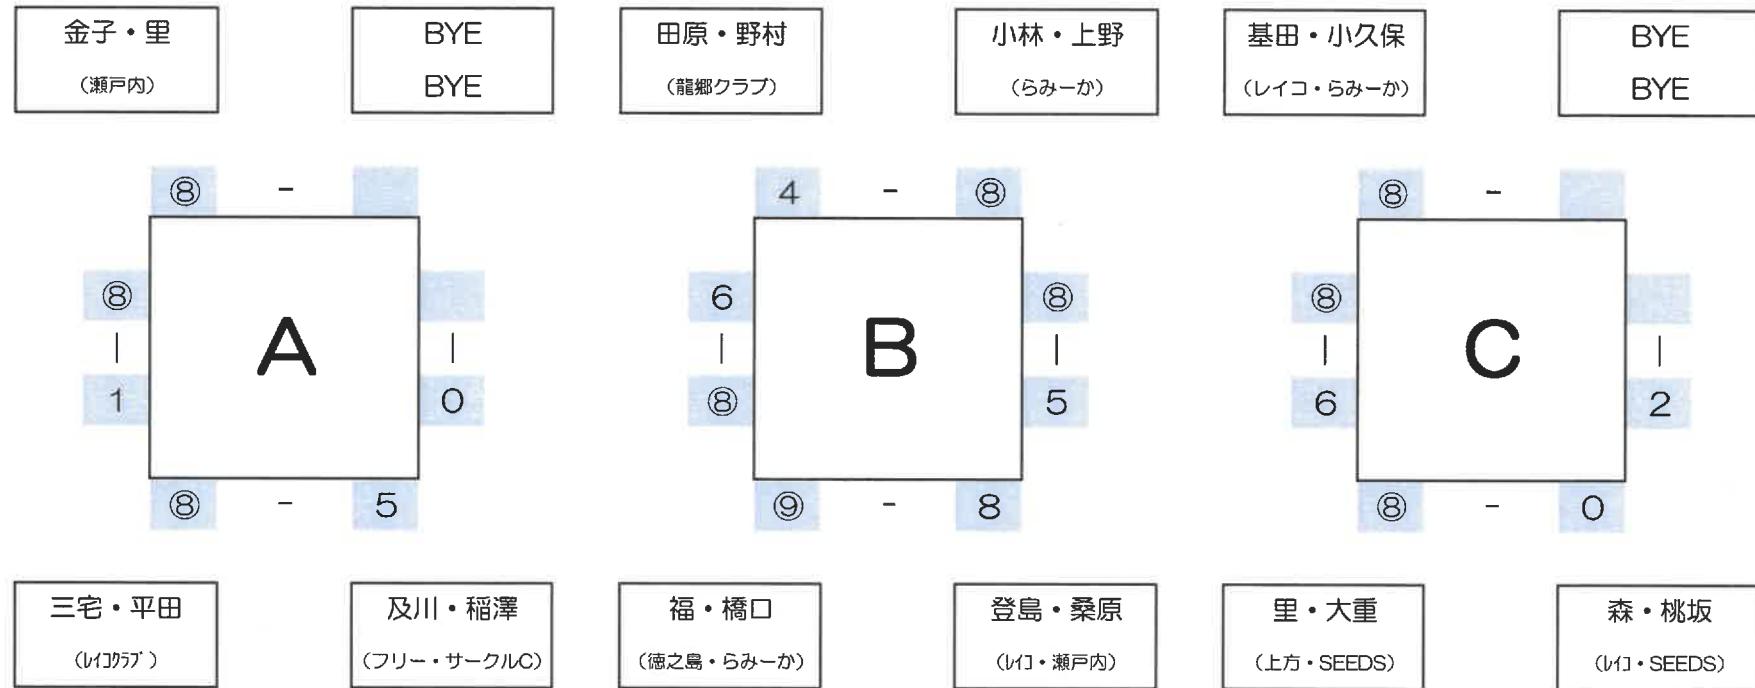 金子・里
(瀬戸内)
BYE
BYE
田原・野村
(龍郷クラブ)
小林・上野
(らみーか)
基田・小久保
(レイコ・らみーか)
BYE
BYE
⑧ -
4 - ⑧
⑧ -
⑧
6
⑧
⑧
| A |
| B |
| C |
1
0
⑧
5
6
2
⑧ - 5
⑨ - 8
⑧ - 0
三宅・平田
(ﾚｲｺｸﾗﾌﾞ)
及川・稲澤
(フリー・サークルC)
福・橋口
(徳之島・らみーか)
登島・桑原
(ﾚｲｺ・瀬戸内)
里・大重
(上方・SEEDS)
森・桃坂
(ﾚｲｺ・SEEDS)